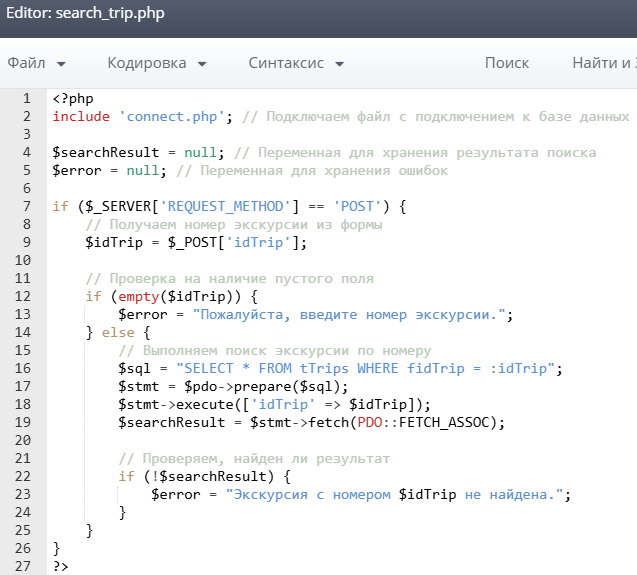 Editor: search_trip.php
Файл Кодировка Синтаксис Поиск Найти и
1 <?php
2 include 'connect.php'; // Подключаем файл с подключением к базе данных
3
4 $searchResult = null; // Переменная для хранения результата поиска
5 $error = null; // Переменная для хранения ошибок
6
7 if ($_SERVER['REQUEST_METHOD'] == 'POST') {
8 // Получаем номер экскурсии из формы
9 $idTrip = $_POST['idTrip'];
10
11 // Проверка на наличие пустого поля
12 if (empty($idTrip)) {
13 $error = "Пожалуйста, введите номер экскурсии.";
14 } else {
15 // Выполняем поиск экскурсии по номеру
16 $sql = "SELECT * FROM tTrips WHERE fidTrip = :idTrip";
17 $stmt = $pdo->prepare($sql);
18 $stmt->execute(['idTrip' => $idTrip]);
19 $searchResult = $stmt->fetch(PDO::FETCH_ASSOC);
20
21 // Проверяем, найден ли результат
22 if (!$searchResult) {
23 $error = "Экскурсия с номером $idTrip не найдена.";
24 }
25 }
26 }
27 ?>